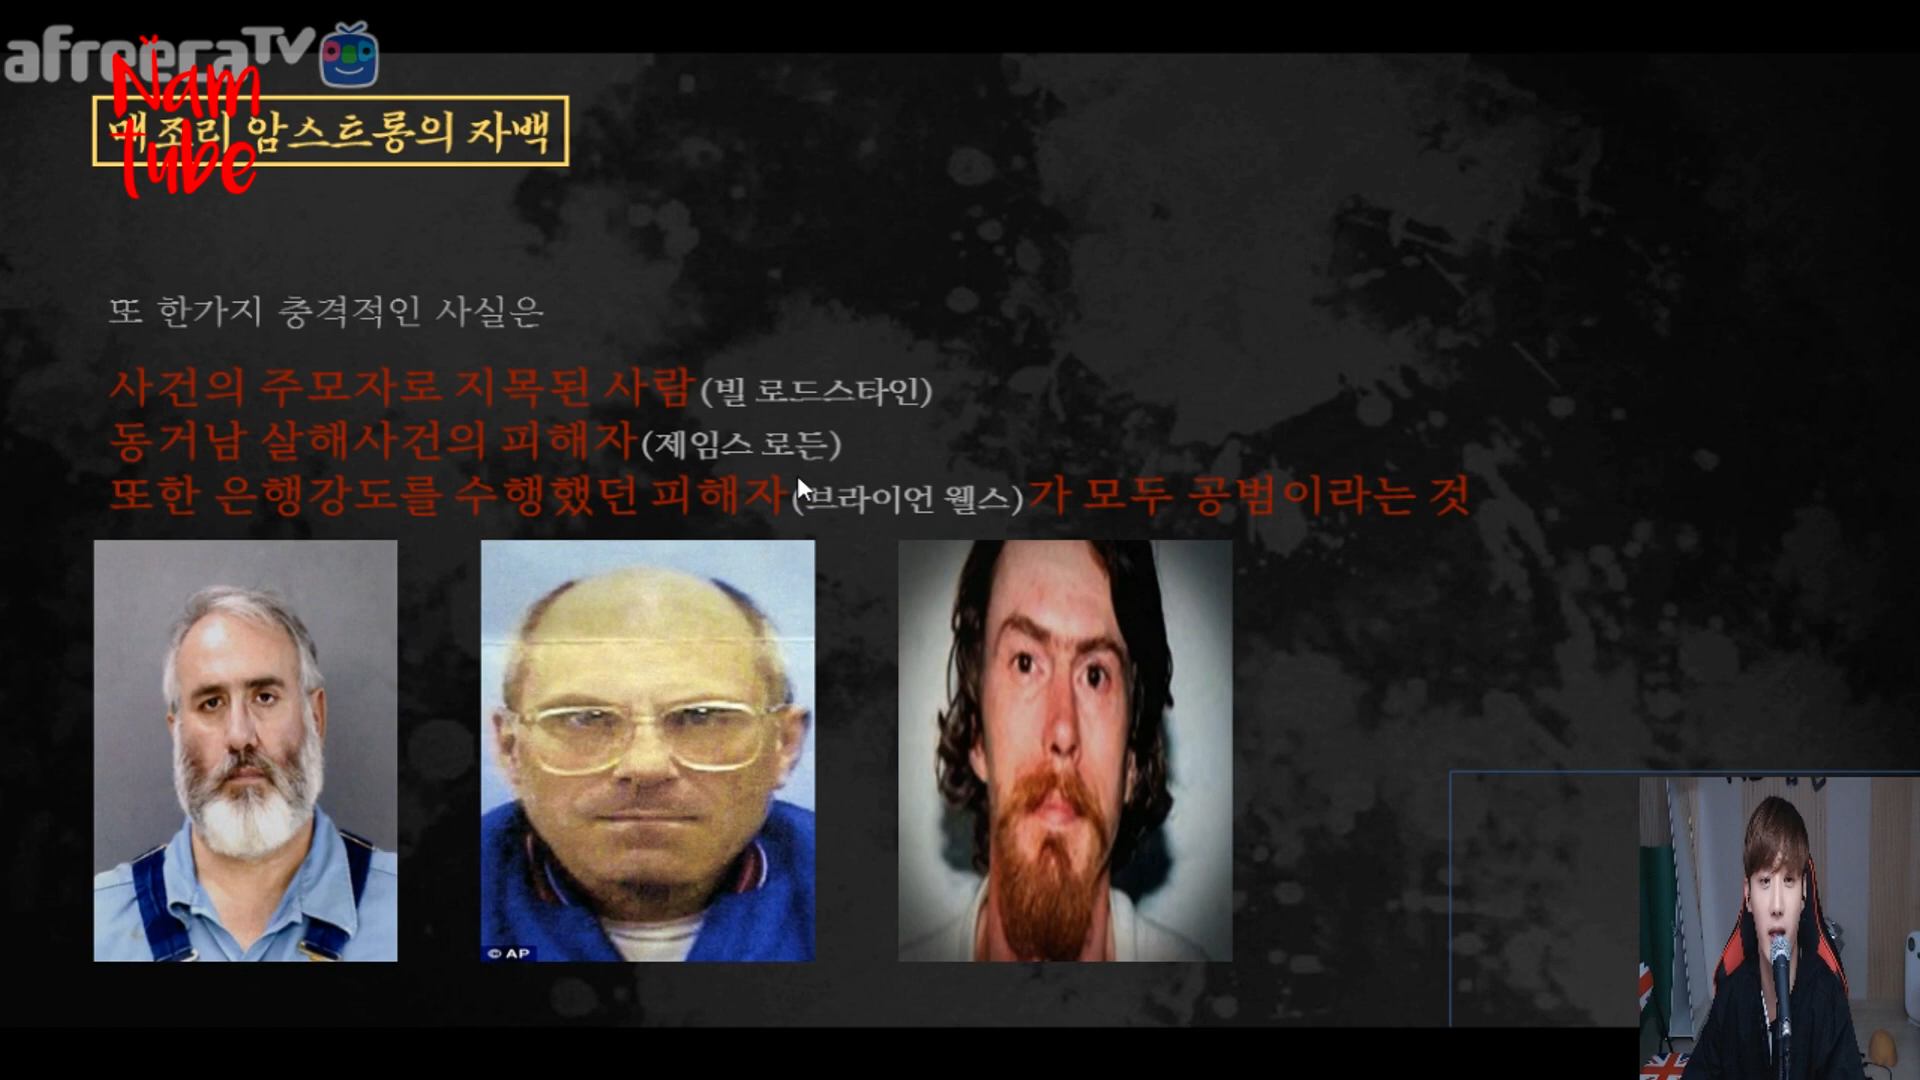 afreecaTV
Nam
tube
매조리 암스트롱의 자백
또 한가지 충격적인 사실은
사건의 주모자로 지목된 사람(빌 로드스타인)
동거남 살해사건의 피해자(제임스 로든)
또한 은행강도를 수행했던 피해자(브라이언 웰스)가 모두 공범이라는 것
© AP